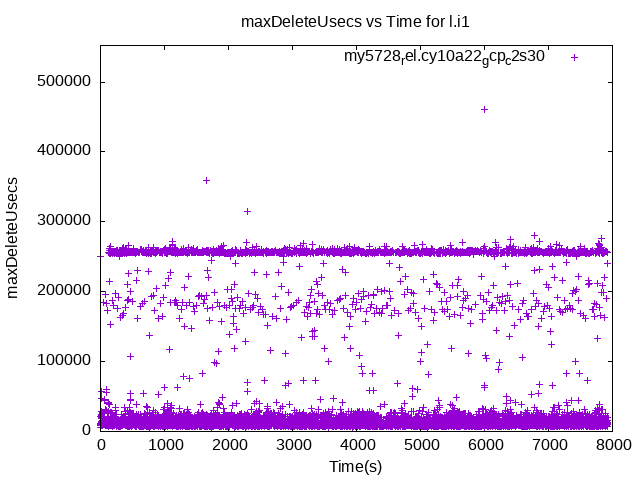 maxDeleteUsecs vs Time for l.i1
my5728rel.cy10a22gcpc2s30
500000
400000
300000
200000
100000
0
maxDeleteUsecs
0 1000 2000 3000 4000 5000 6000 7000 8000
Time(s)